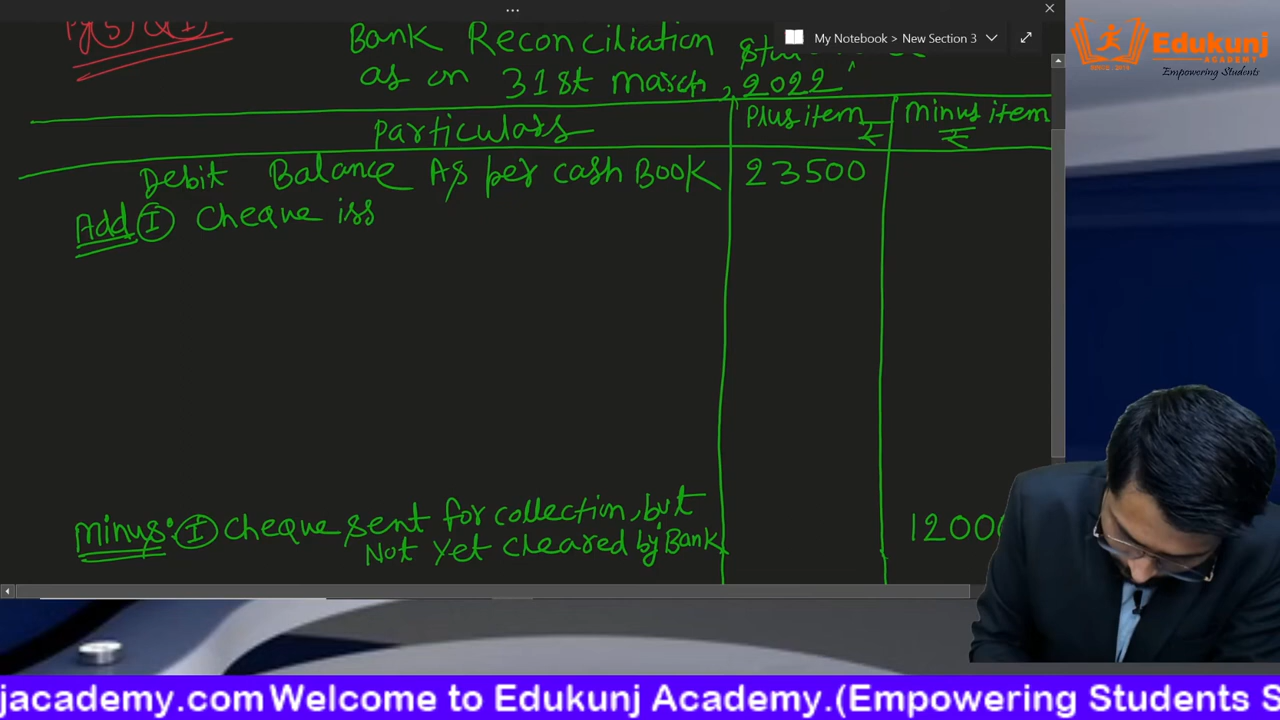 ...
My Notebook > New Section 3
Edukunj
ACADEMY
Empowering Students
Bank Reconciliation
as on 31st march, 2022
Particulars
Plus item ₹
Minus item ₹
Debit Balance As per cash Book 23500
Add I Cheque iss
Minus: I Cheque sent for collection, but
Not yet cleared by Bank
1200
jacademy.com Welcome to Edukunj Academy.(Empowering Students S